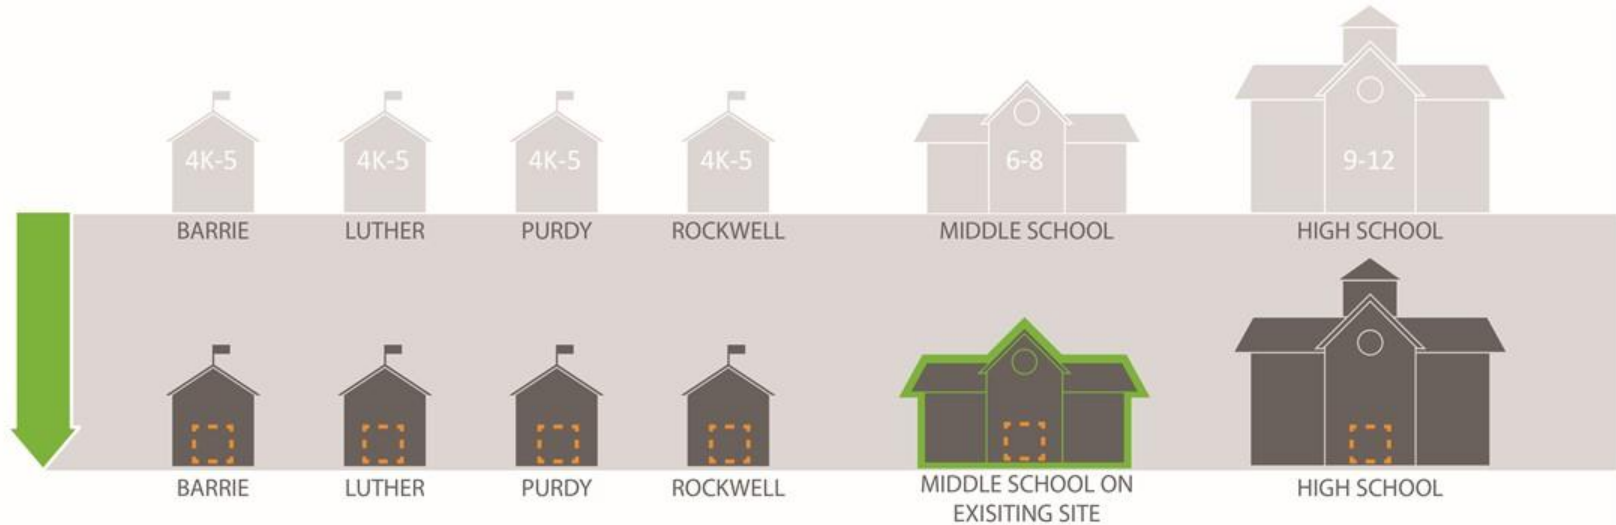 4K-5 4K-5 4K-5 4K-5 6-8 9-12
BARRIE LUTHER PURDY ROCKWELL MIDDLE SCHOOL HIGH SCHOOL
BARRIE LUTHER PURDY ROCKWELL MIDDLE SCHOOL ON HIGH SCHOOL
EXISITING SITE